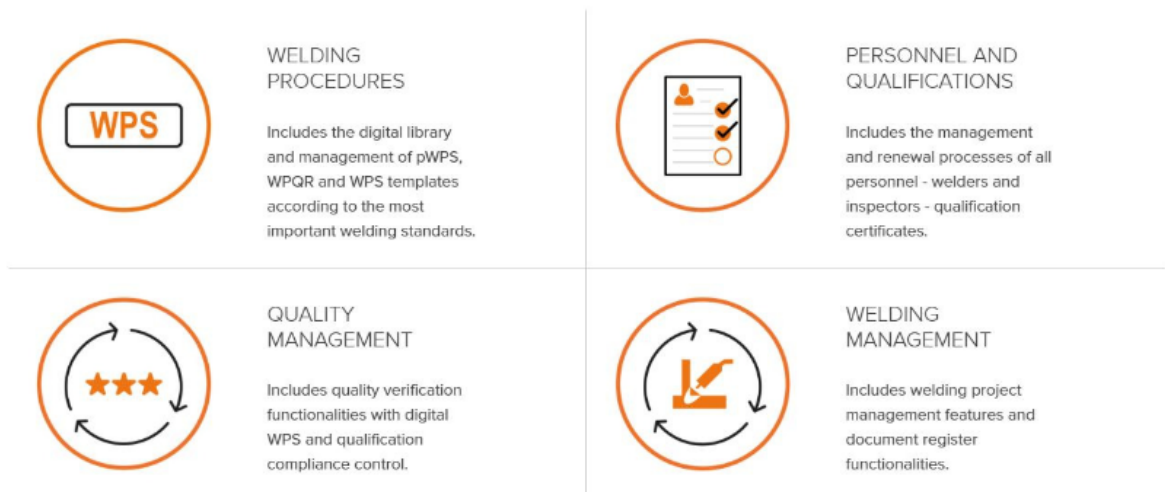 WPS
WELDING
PROCEDURES
Includes the digital library
and management of pWPS,
WPQR and WPS templates
according to the most
important welding standards.
PERSONNEL AND
QUALIFICATIONS
Includes the management
and renewal processes of all
personnel - welders and
inspectors - qualification
certificates.
QUALITY
MANAGEMENT
Includes quality verification
functionalities with digital
WPS and qualification
compliance control.
WELDING
MANAGEMENT
Includes welding project
management features and
document register
functionalities.